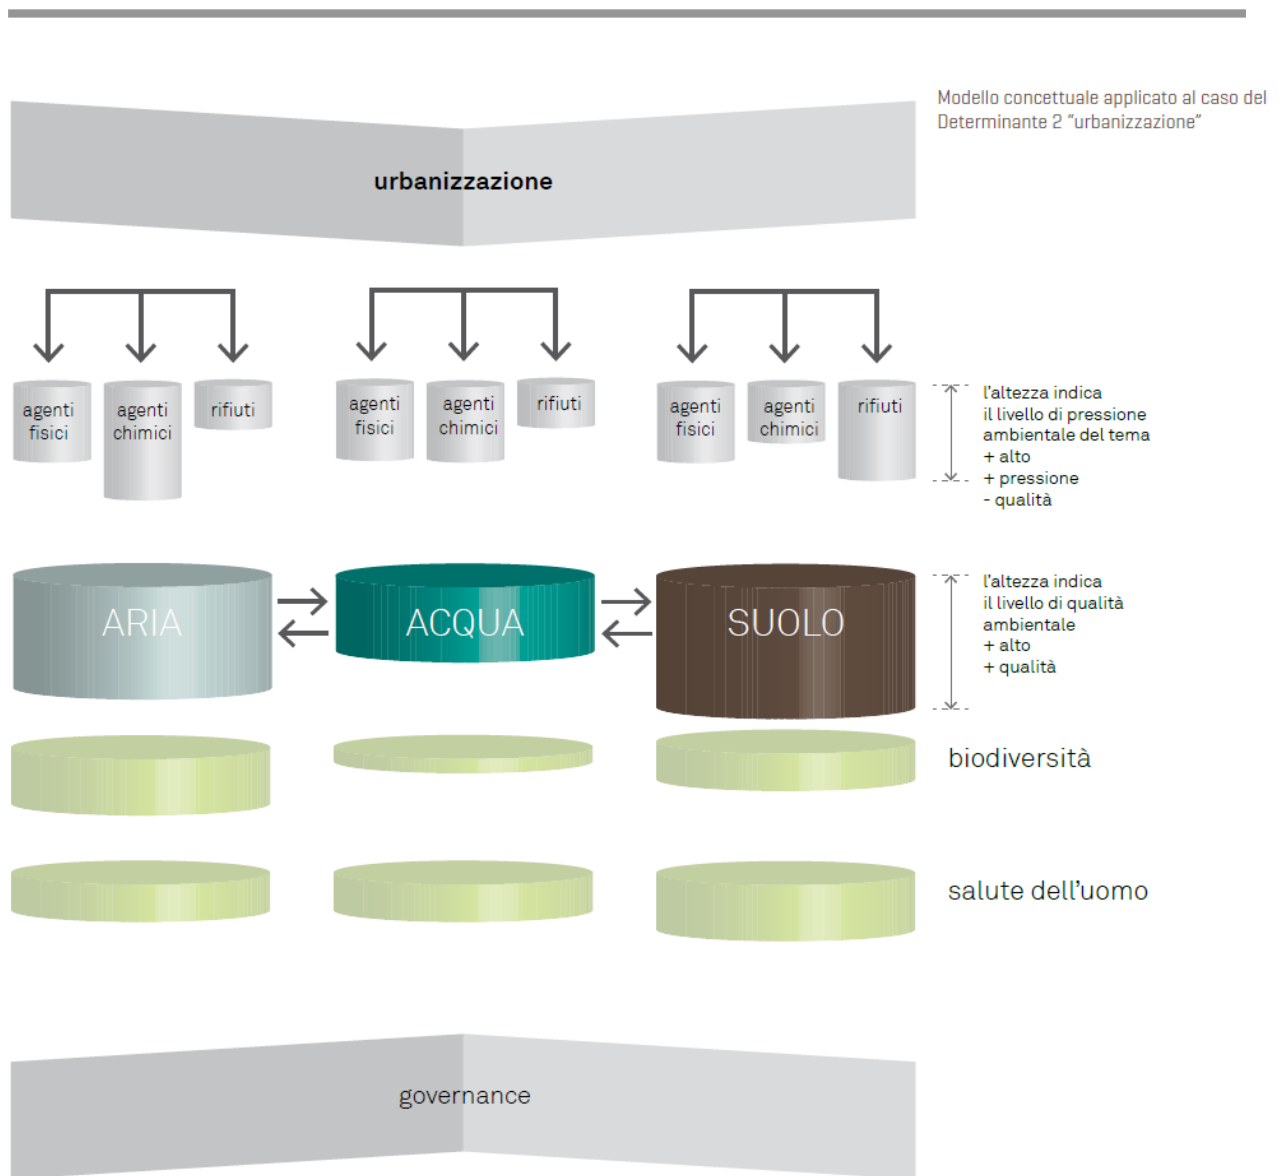 Modello concettuale applicato al caso del
Determinante 2 "urbanizzazione"
urbanizzazione
agenti
fisici
agenti
chimici
rifiuti
agenti
fisici
agenti
chimici
rifiuti
agenti
fisici
agenti
chimici
rifiuti
l'altezza indica
il livello di pressione
ambientale del tema
+ alto
+ pressione
- qualità
ARIA
ACQUA
SUOLO
l'altezza indica
il livello di qualità
ambientale
+ alto
+ qualità
biodiversità
salute dell'uomo
governance